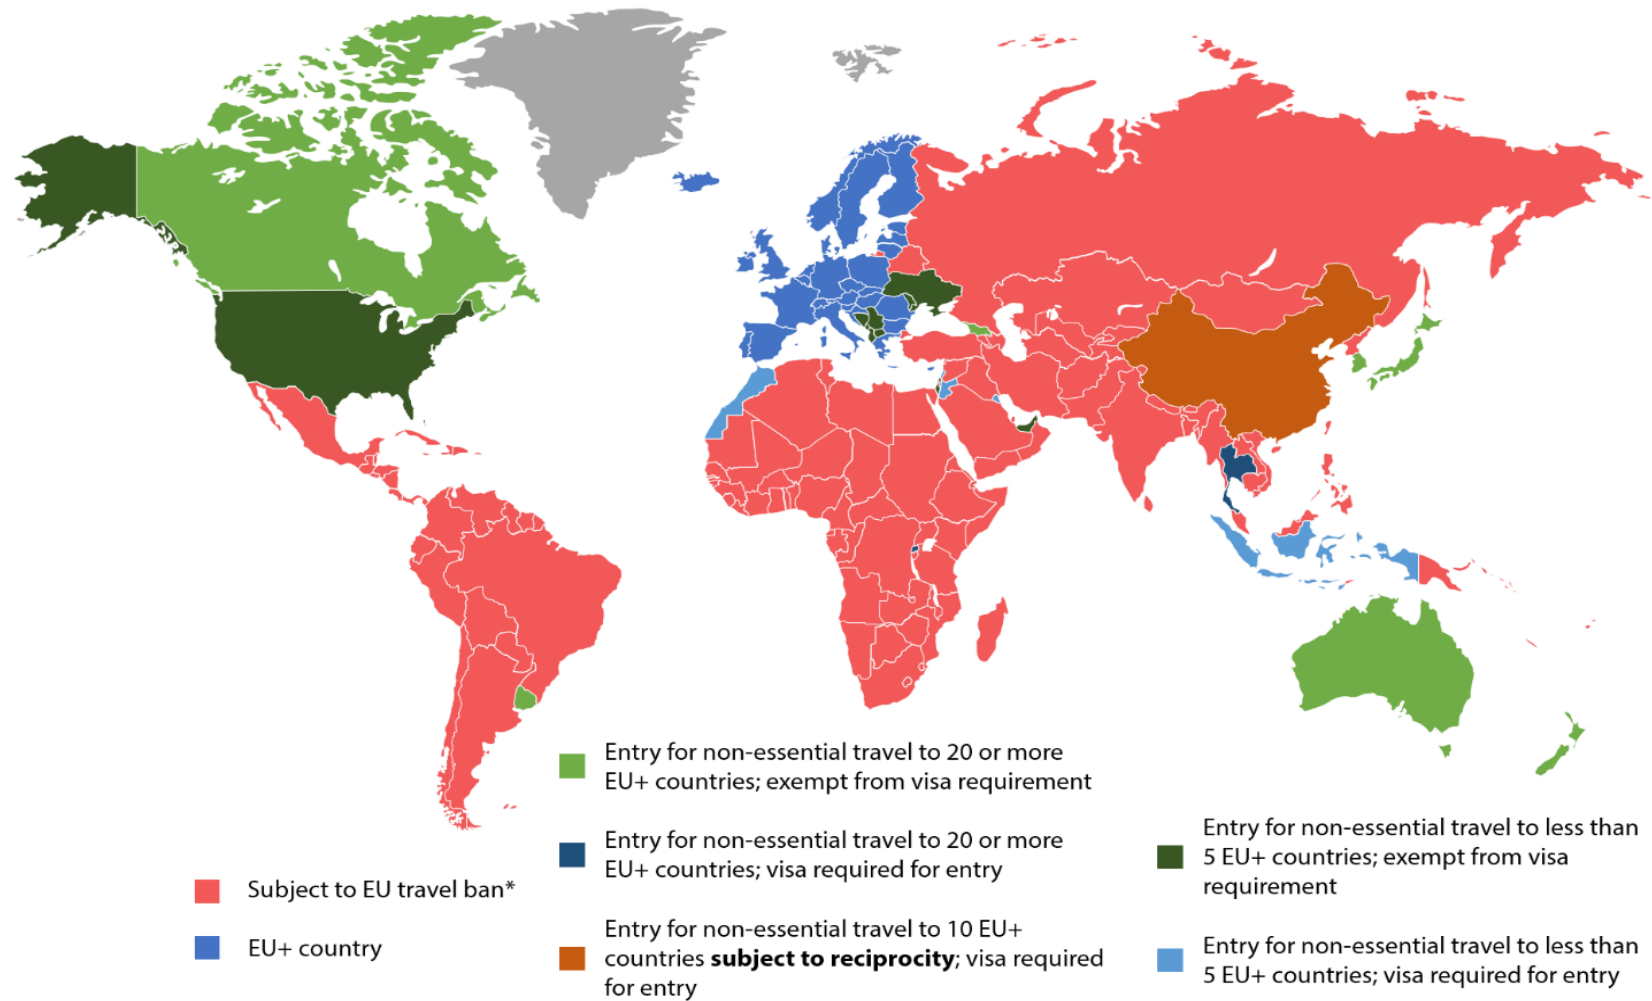 Entry for non-essential travel to 20 or more
EU+ countries; exempt from visa requirement
Entry for non-essential travel to 20 or more
EU+ countries; visa required for entry
Subject to EU travel ban*
EU+ country
Entry for non-essential travel to 10 EU+
countries subject to reciprocity; visa required
for entry
Entry for non-essential travel to less than
5 EU+ countries; exempt from visa
requirement
Entry for non-essential travel to less than
5 EU+ countries; visa required for entry